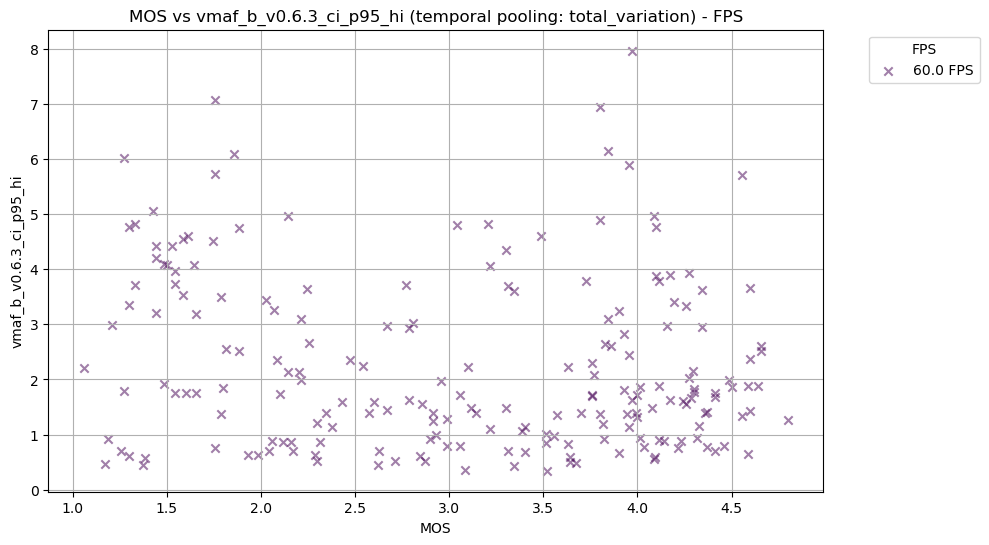 MOS vs vmaf_b_v0.6.3_ci_p95_hi (temporal pooling: total_variation) - FPS
FPS
60.0 FPS
vmaf_b_v0.6.3_ci_p95_hi
8
7
6
5
4
3
2
1
0
1.0 1.5 2.0 2.5 3.0 3.5 4.0 4.5
MOS